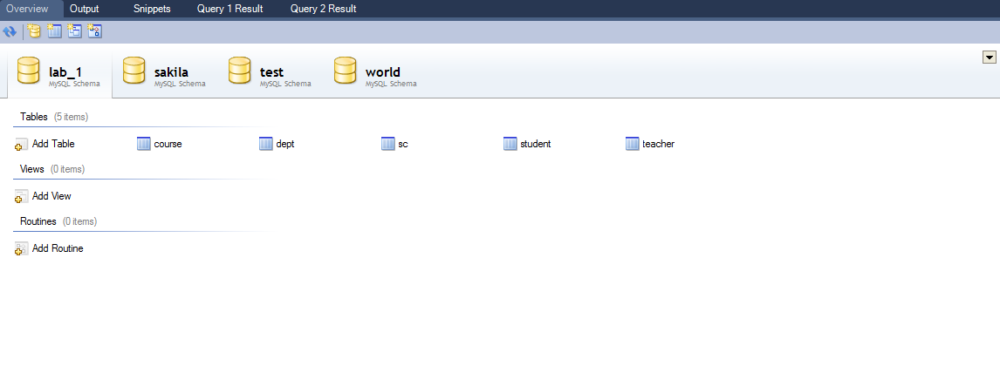 Overview Output Snippets Query 1 Result Query 2 Result
lab_1 sakila test world
MySQL Schema MySQL Schema MySQL Schema MySQL Schema
Tables (5 items)
Add Table course dept sc student teacher
Views (0 items)
Add View
Routines (0 items)
Add Routine